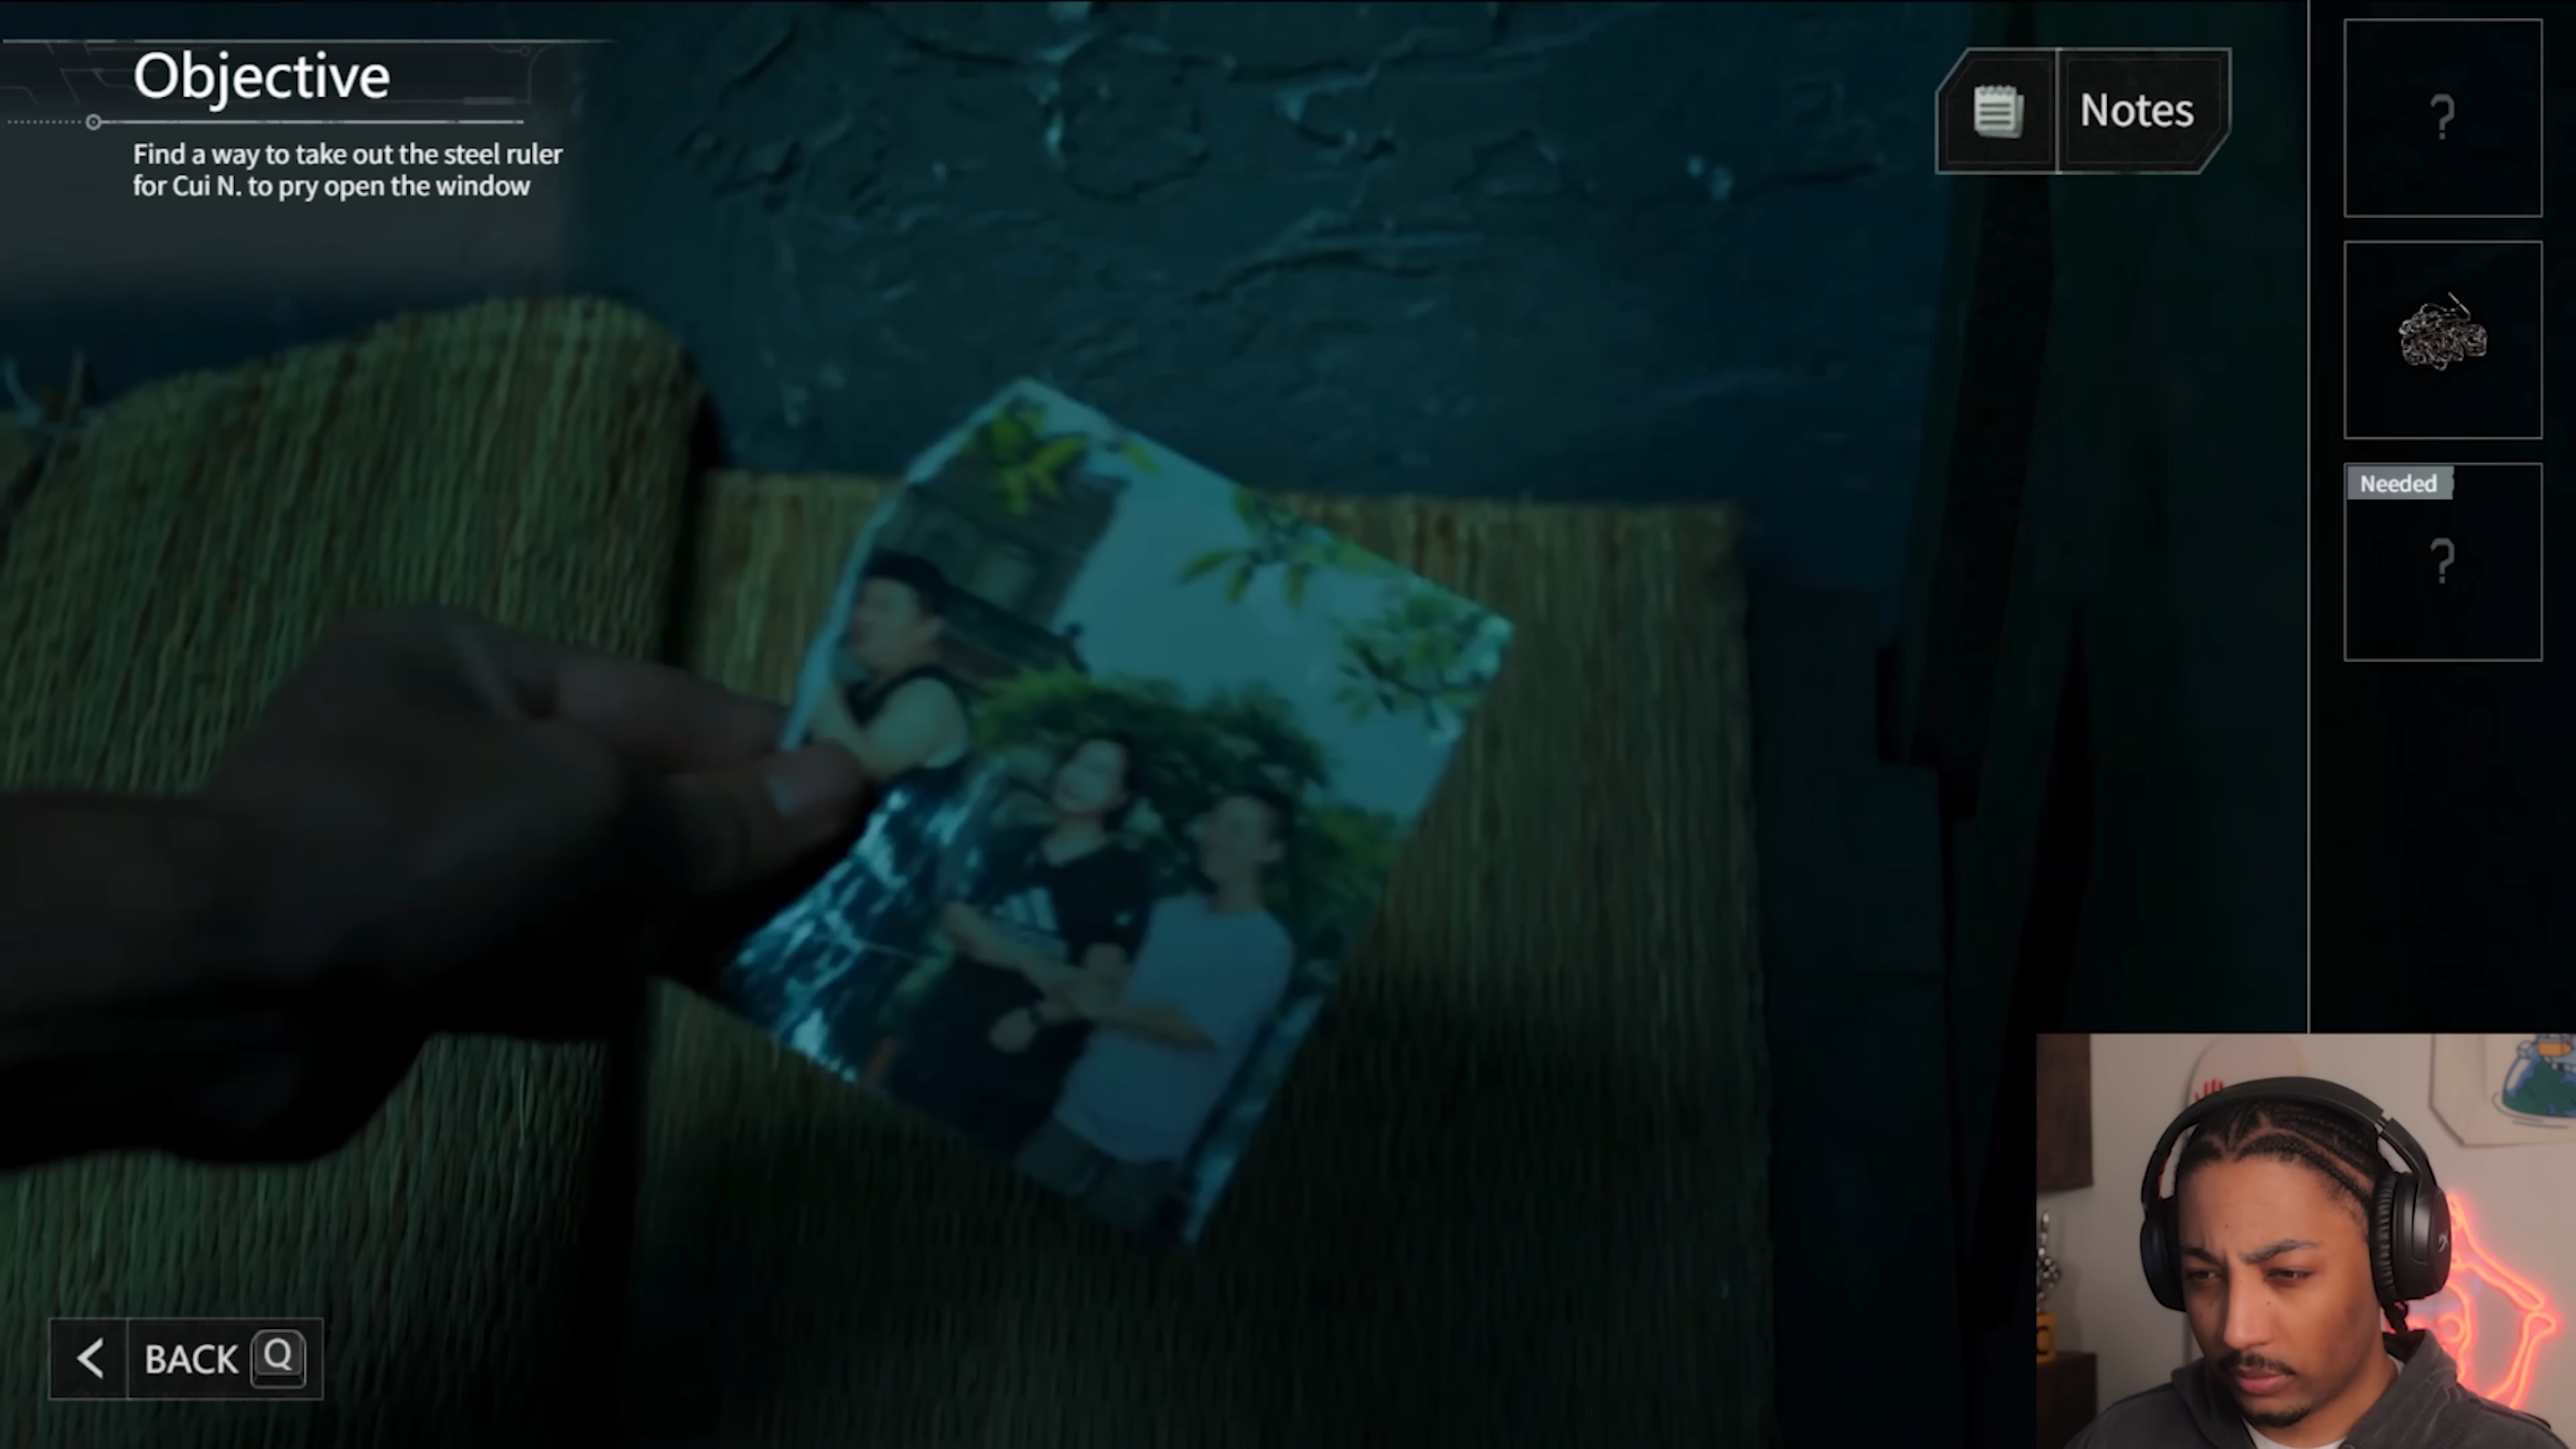 Objective
Find a way to take out the steel ruler
for Cui N. to pry open the window
Notes
?
Needed
?
BACK Q